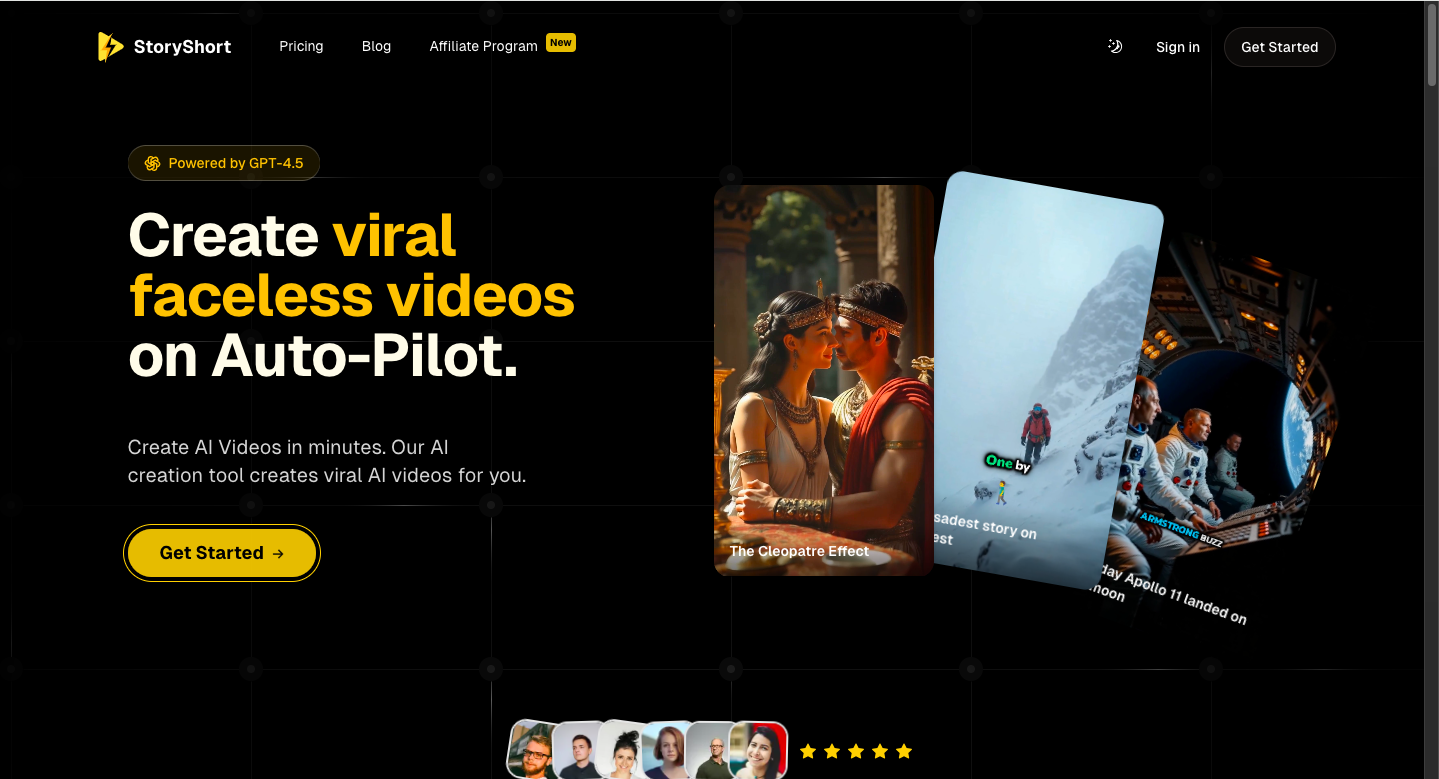 StoryShort
Pricing
Blog
Affiliate Program
New
Sign in
Get Started
Powered by GPT-4.5
Create viral
faceless videos
on Auto-Pilot.
Create AI Videos in minutes. Our AI
creation tool creates viral AI videos for you.
Get Started →
The Cleopatre Effect
One by
sadest story on
est
ARMSTRONG BUZZ
day Apollo 11 landed on
moon